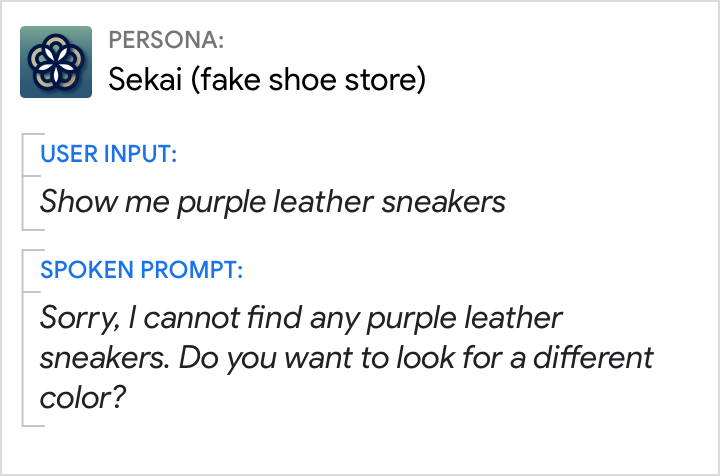 PERSONA:
Sekai (fake shoe store)
USER INPUT:
Show me purple leather sneakers
SPOKEN PROMPT:
Sorry, I cannot find any purple leather
sneakers. Do you want to look for a different
color?